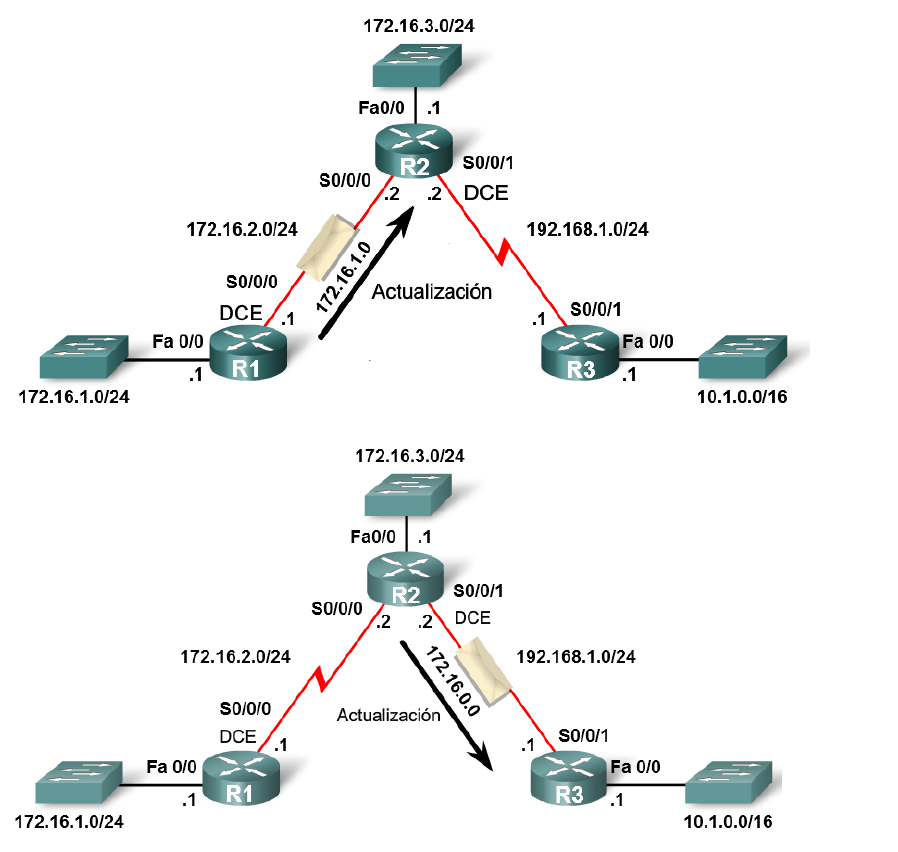 172.16.3.0/24
Fa0/0 .1
R2
S0/0/1
S0/0/0
.2 .2 DCE
172.16.2.0/24
192.168.1.0/24
172.16.1.0
S0/0/0
Actualización
DCE .1
.1 S0/0/1
Fa 0/0
R1
.1
Fa 0/0
R3
.1
172.16.1.0/24
10.1.0.0/16
172.16.3.0/24
Fa0/0 .1
R2
S0/0/1
S0/0/0
.2 .2 DCE
172.16.2.0/24
192.168.1.0/24
172.16.0.0
S0/0/0
Actualización
DCE .1
.1 S0/0/1
Fa 0/0
R1
.1
Fa 0/0
R3
.1
172.16.1.0/24
10.1.0.0/16